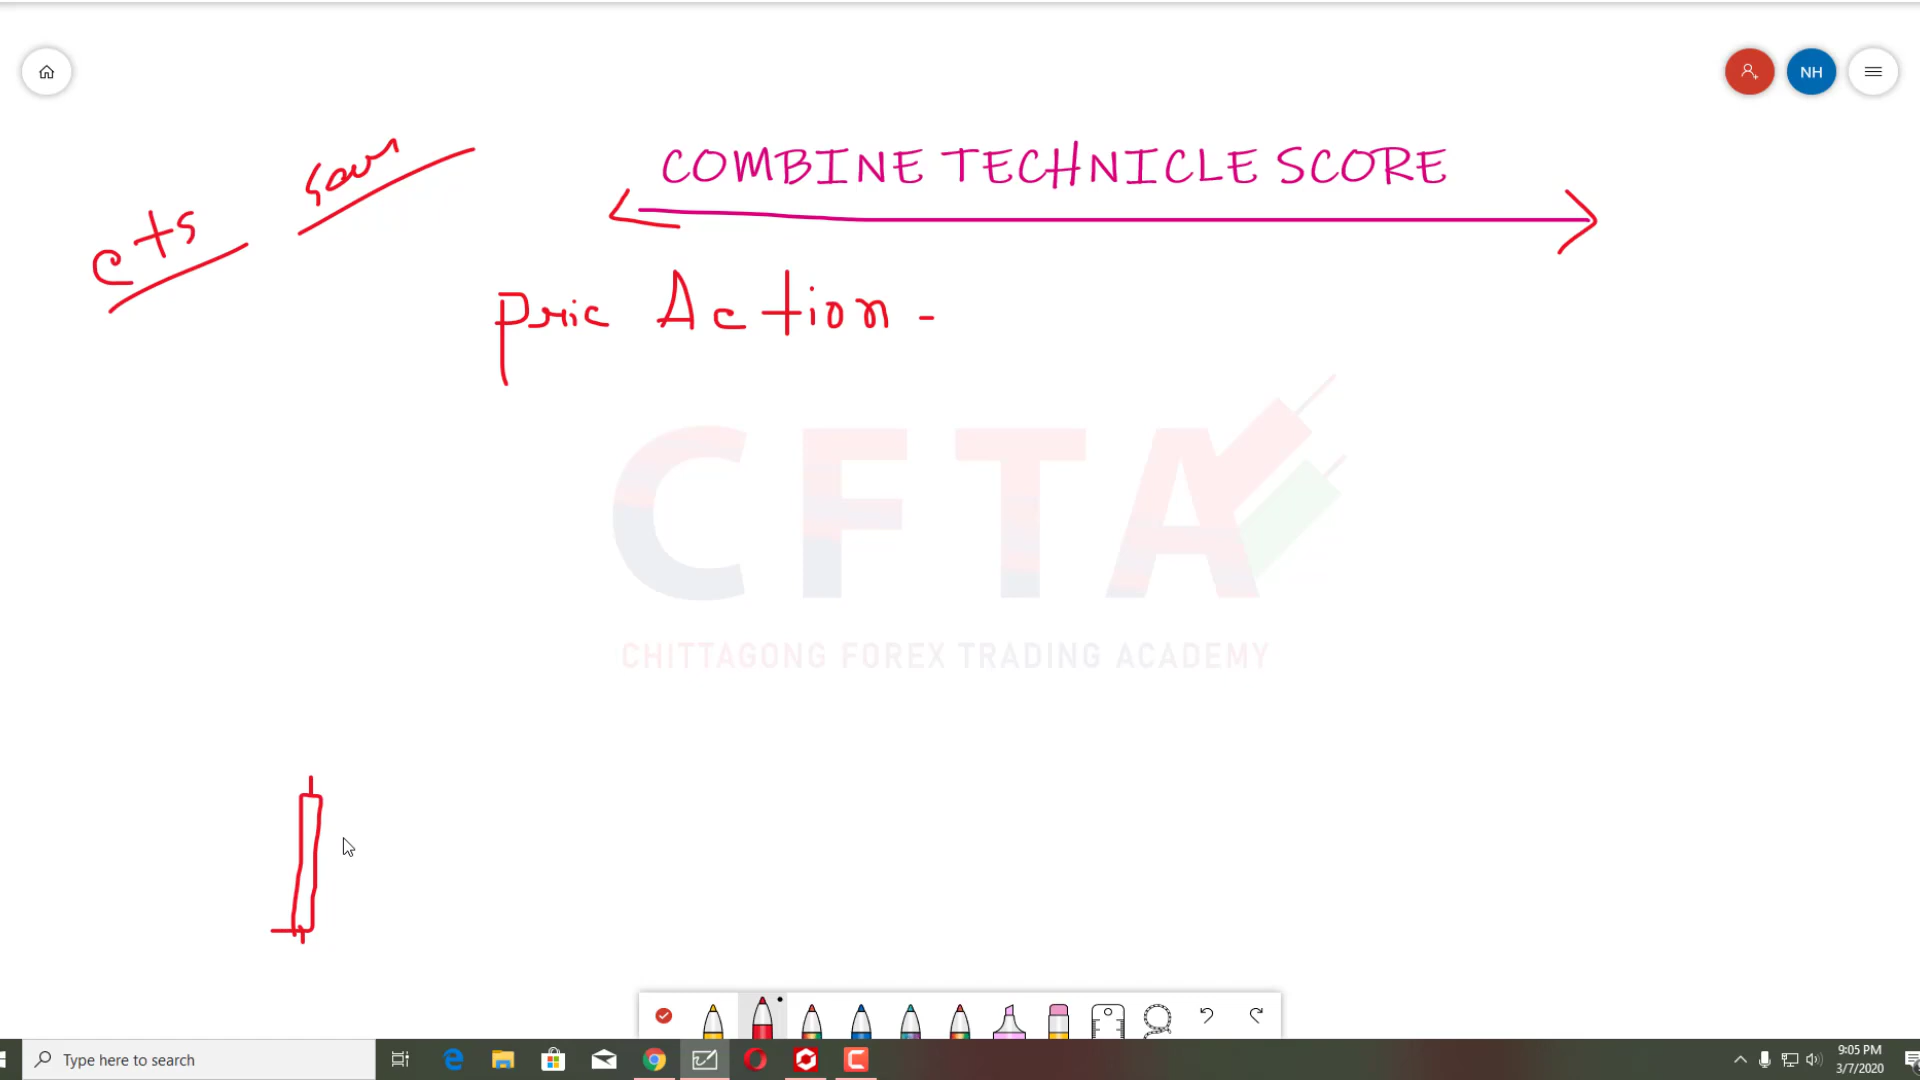 NH
COMBINE TECHNICLE SCORE
cts
Pric Action -
CFTA
CHITTAGONG FOREX TRADING ACADEMY
Type here to search
9:05 PM
3/7/2020